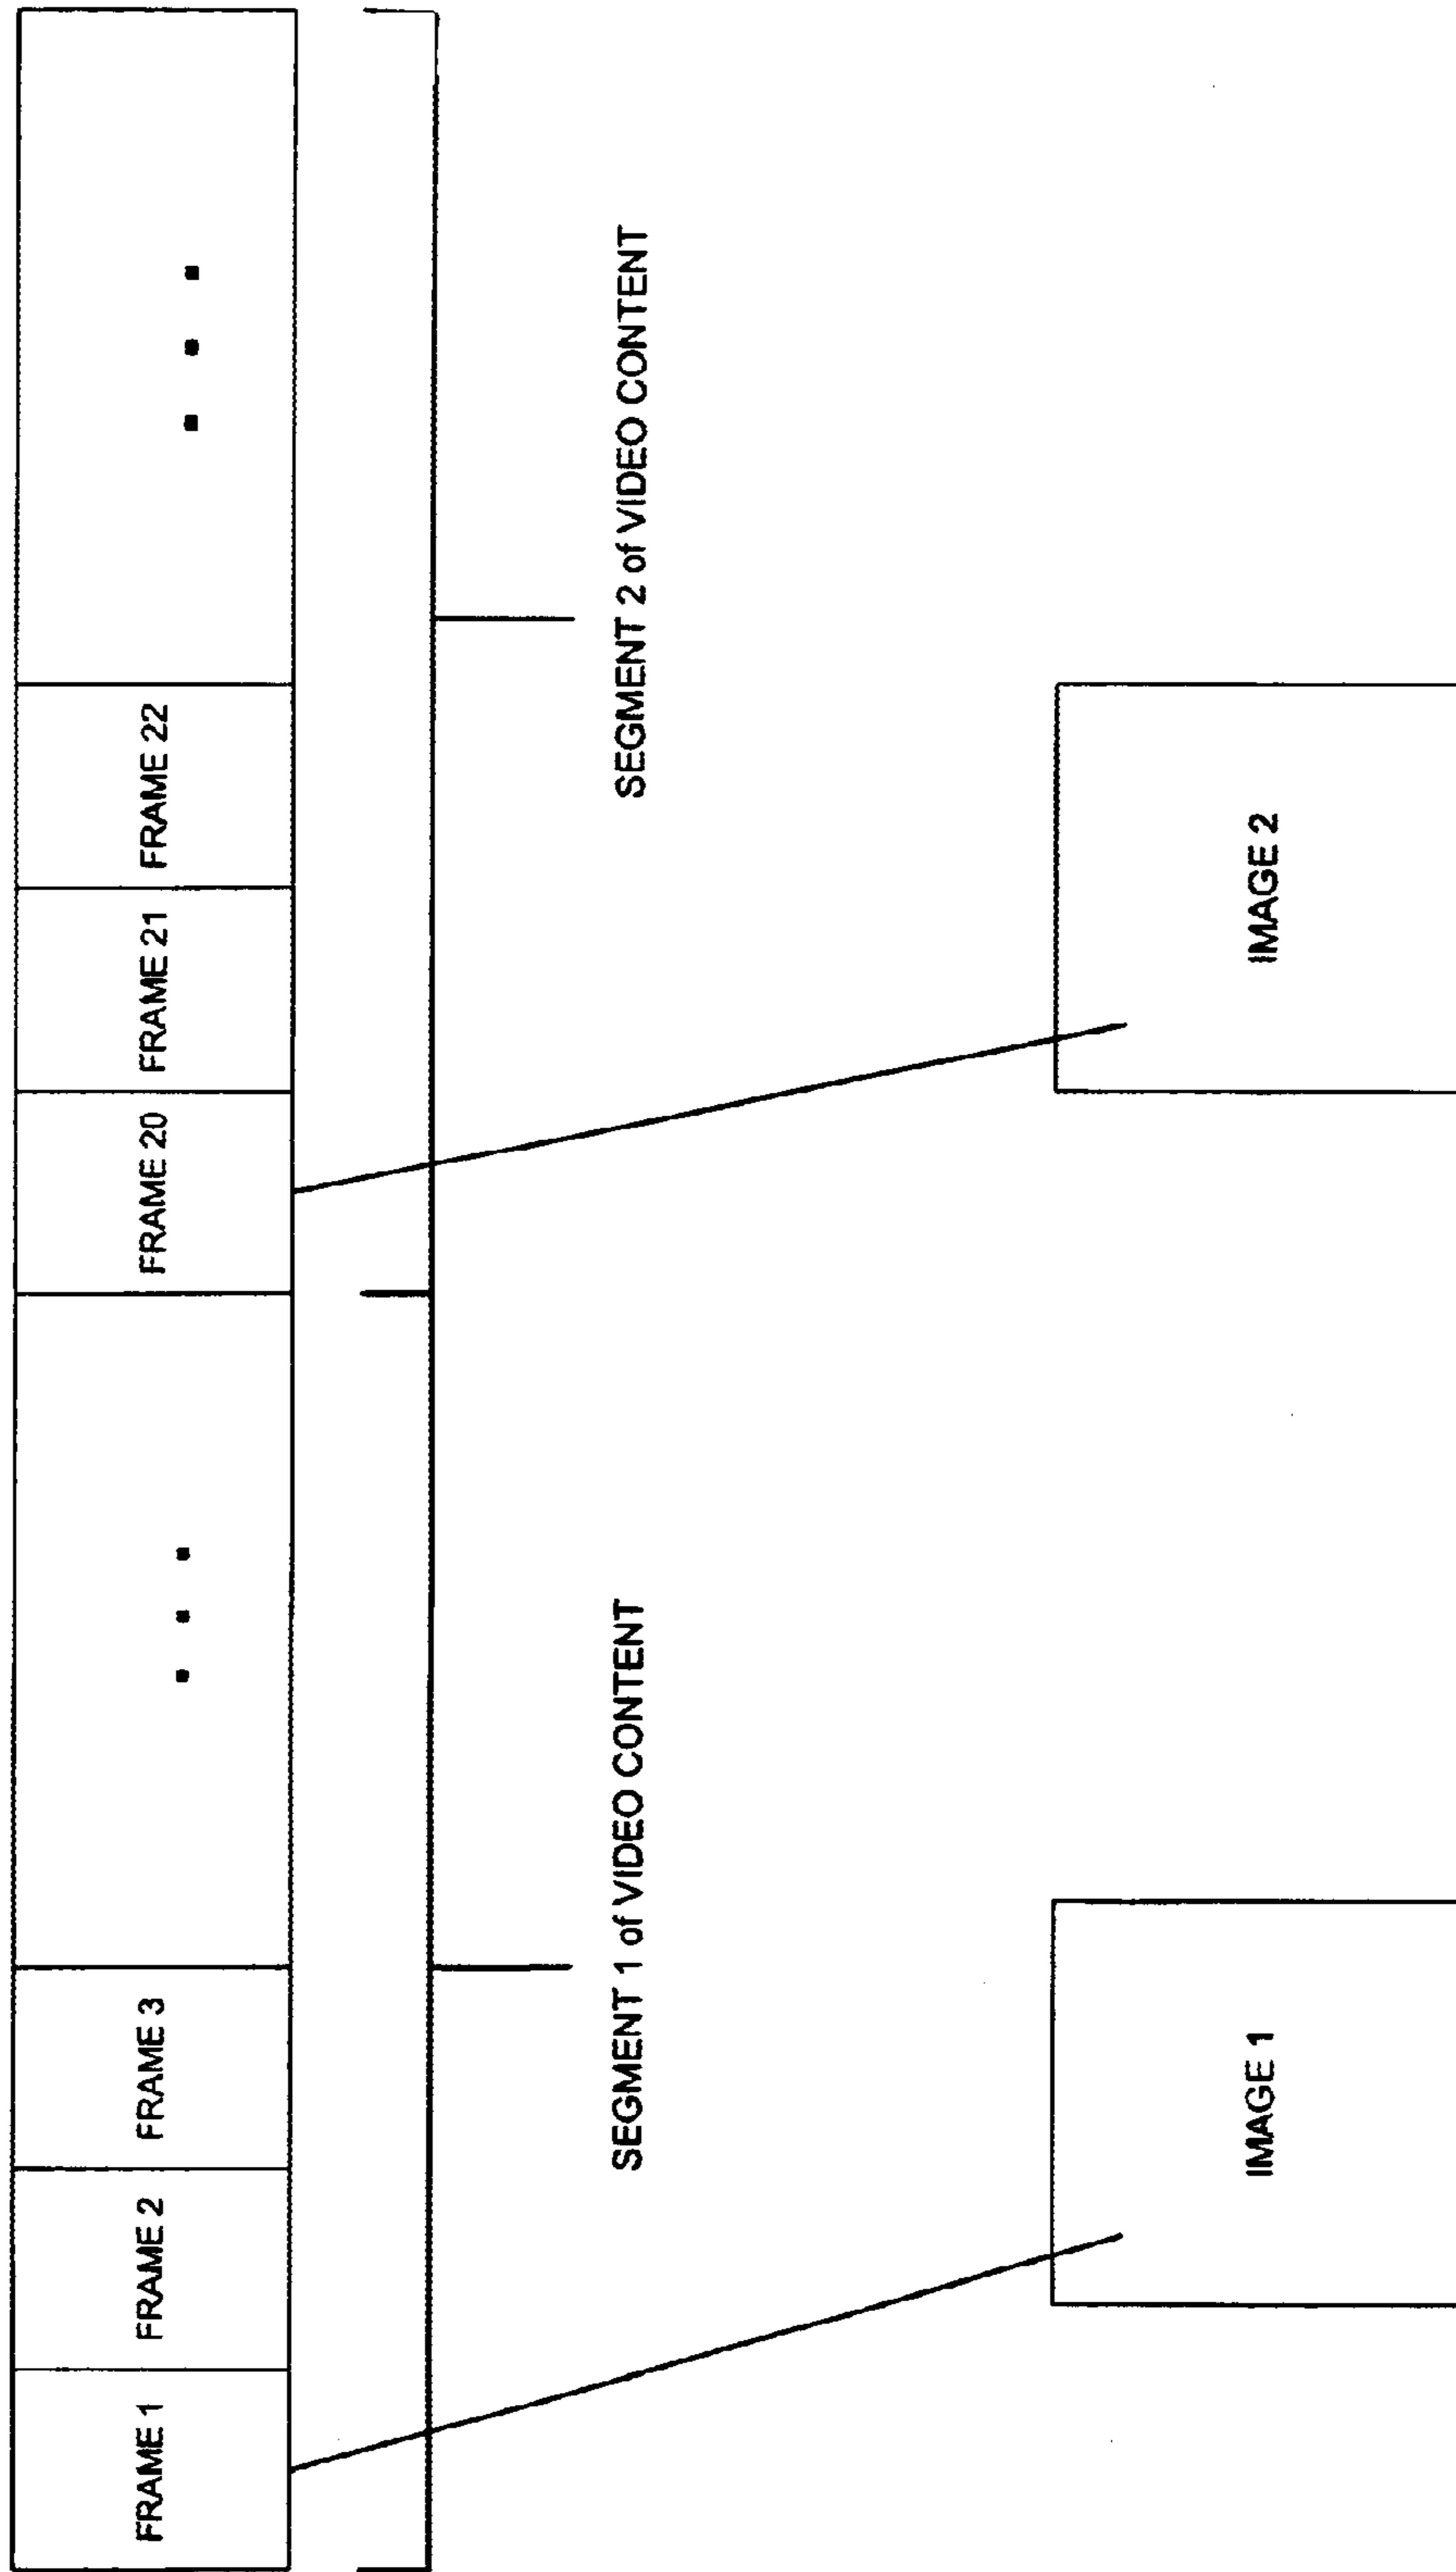 FRAME 1
FRAME 2
FRAME 3
FRAME 20
FRAME 21
FRAME 22
SEGMENT 1 of VIDEO CONTENT
SEGMENT 2 of VIDEO CONTENT
IMAGE 1
IMAGE 2